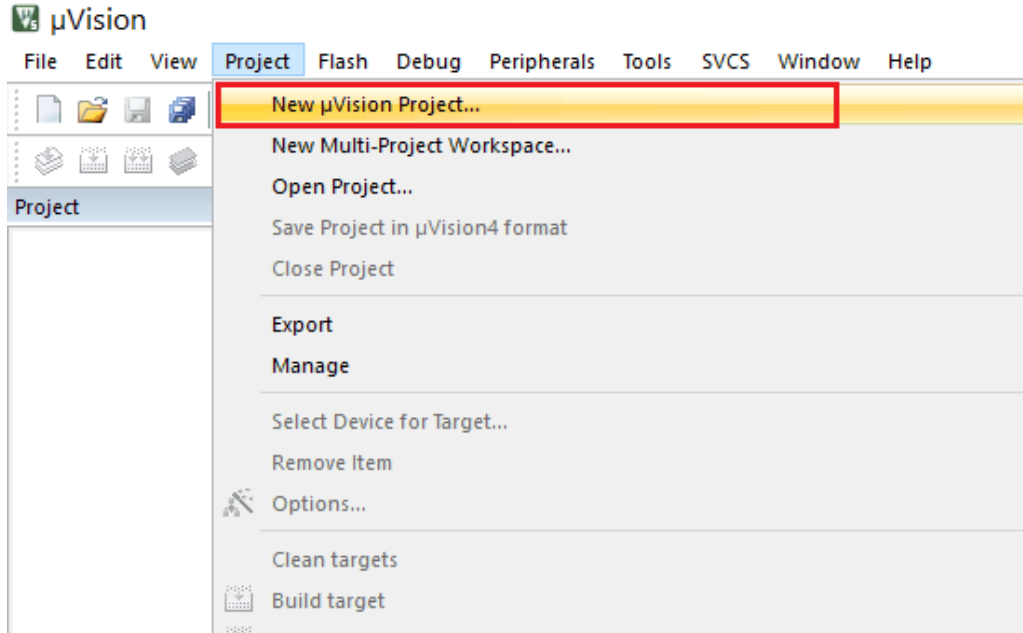 µVision
File Edit View Project Flash Debug Peripherals Tools SVCS Window Help
New µVision Project...
New Multi-Project Workspace...
Open Project...
Project
Save Project in µVision4 format
Close Project
Export
Manage
Select Device for Target...
Remove Item
Options...
Clean targets
Build target